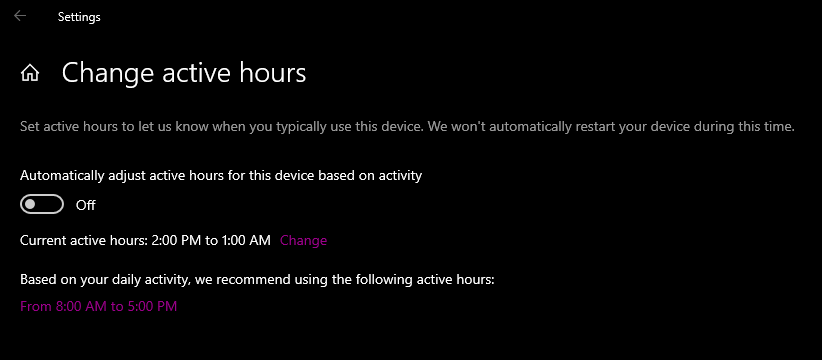 Settings
Change active hours
Set active hours to let us know when you typically use this device. We won't automatically restart your device during this time.
Automatically adjust active hours for this device based on activity
Off
Current active hours: 2:00 PM to 1:00 AM Change
Based on your daily activity, we recommend using the following active hours:
From 8:00 AM to 5:00 PM